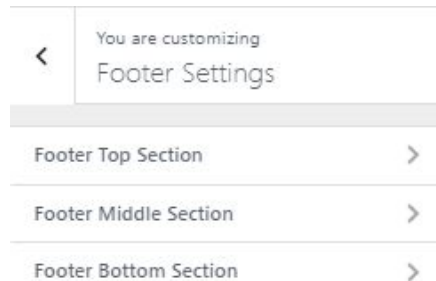 You are customizing
Footer Settings
Footer Top Section
Footer Middle Section
Footer Bottom Section